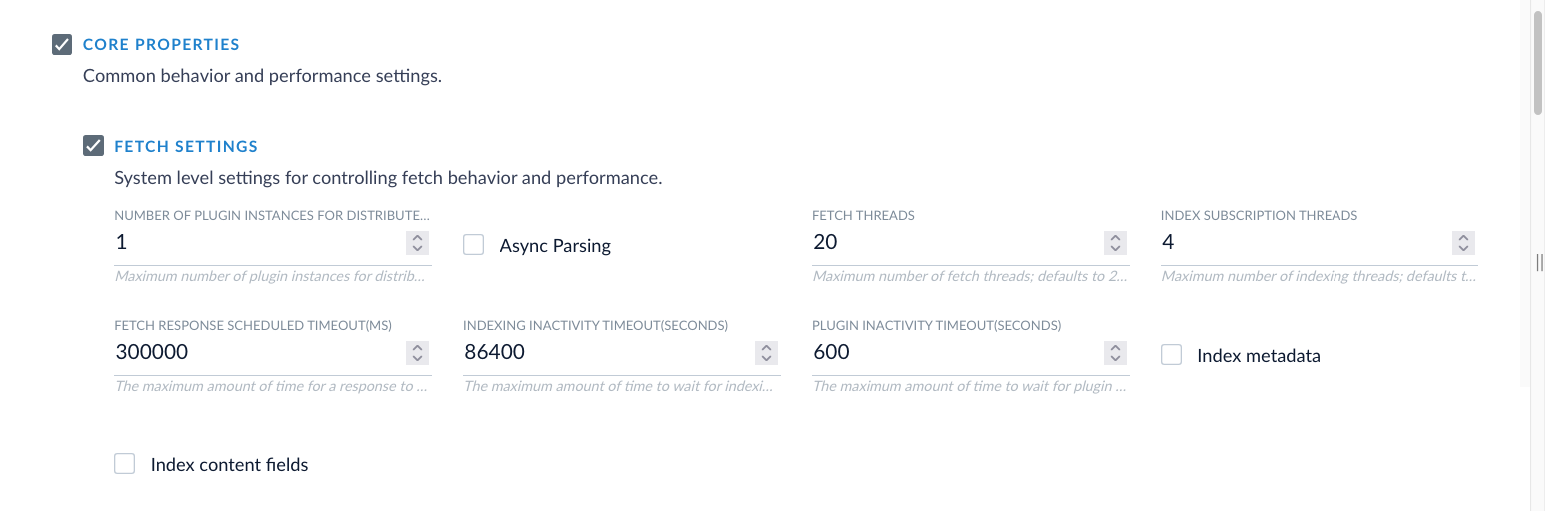 CORE PROPERTIES
Common behavior and performance settings.
FETCH SETTINGS
System level settings for controlling fetch behavior and performance.
NUMBER OF PLUGIN INSTANCES FOR DISTRIBUTE...
1
Maximum number of plugin instances for distrib...
Async Parsing
FETCH THREADS
20
Maximum number of fetch threads; defaults to 2...
INDEX SUBSCRIPTION THREADS
4
Maximum number of indexing threads; defaults t...
FETCH RESPONSE SCHEDULED TIMEOUT(MS)
300000
The maximum amount of time for a response to ...
INDEXING INACTIVITY TIMEOUT(SECONDS)
86400
The maximum amount of time to wait for indexi...
PLUGIN INACTIVITY TIMEOUT(SECONDS)
600
The maximum amount of time to wait for plugin ...
Index metadata
Index content fields